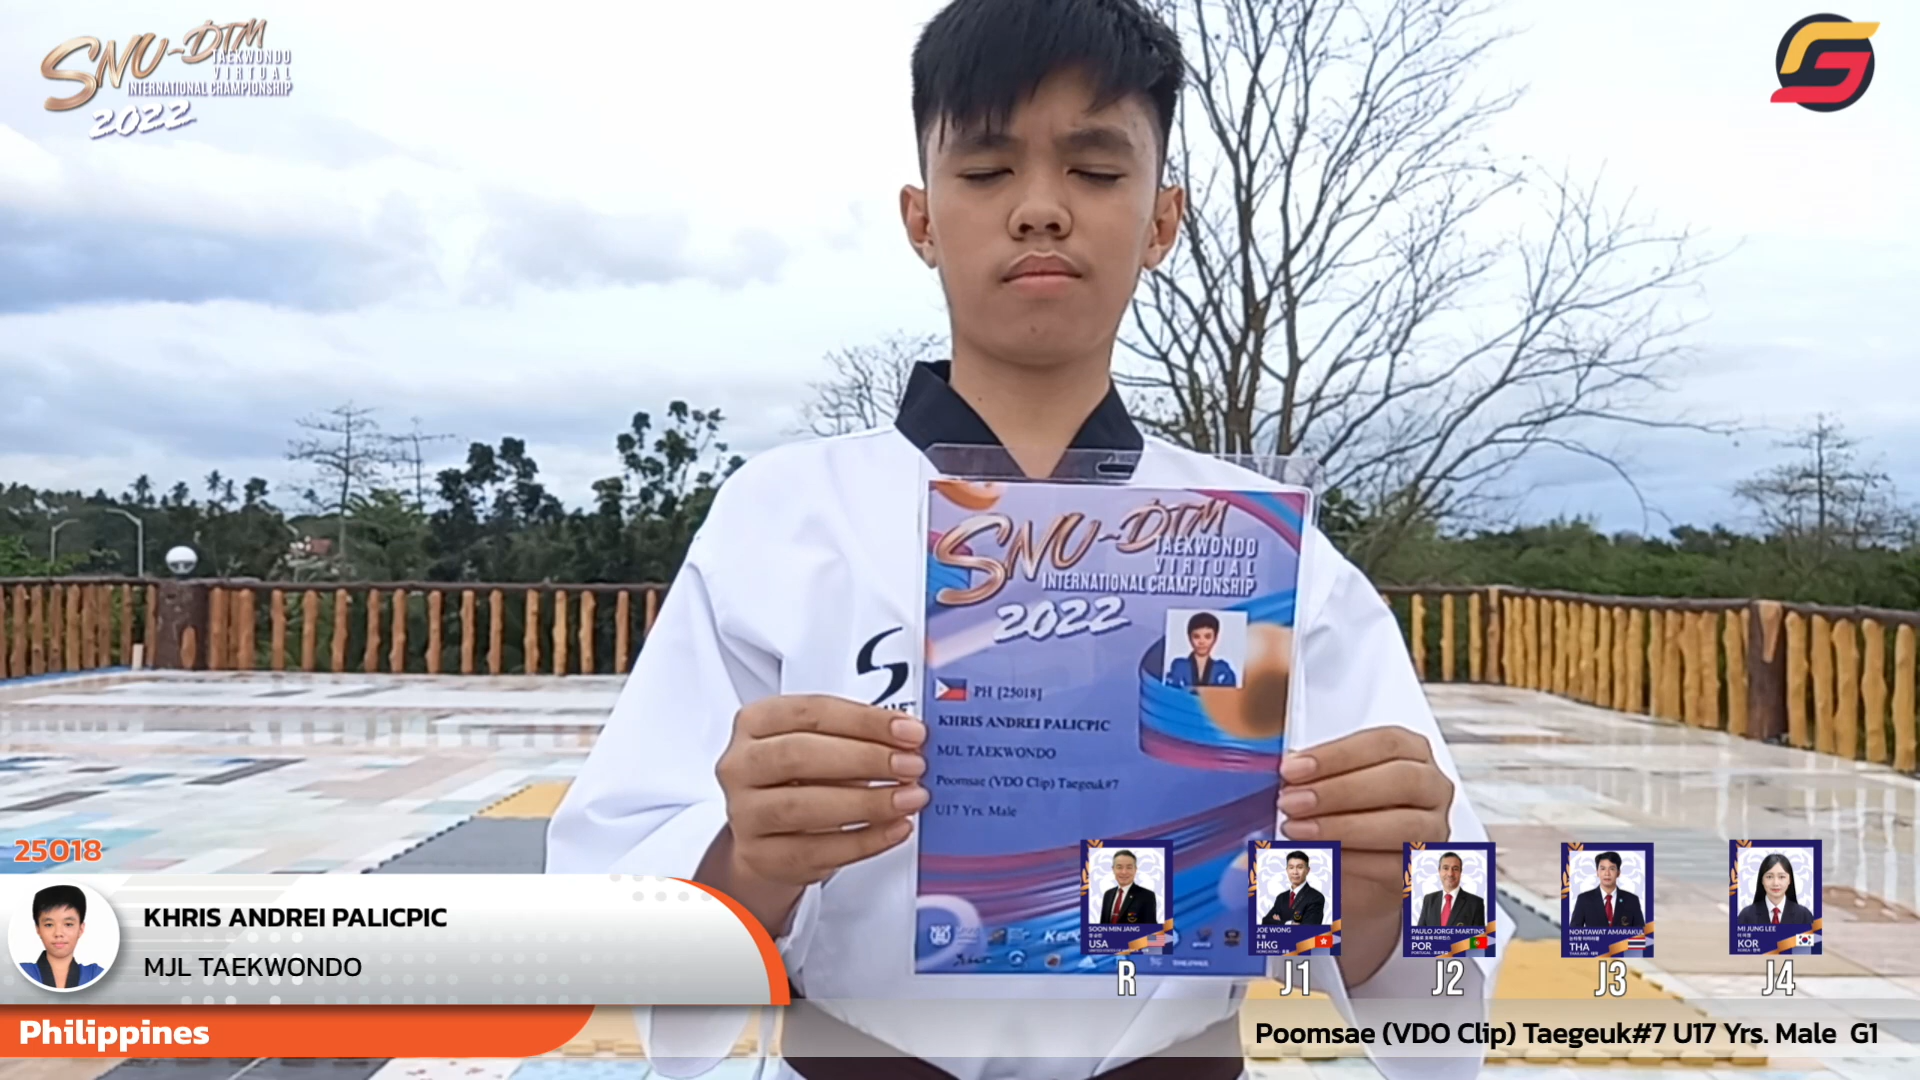 SNU-DTM
TAEKWONDO
VIRTUAL
INTERNATIONAL CHAMPIONSHIP
2022
SNU-DTM
TAEKWONDO
VIRTUAL
INTERNATIONAL CHAMPIONSHIP
2022
PH [25018]
KHRIS ANDREI PALICPIC
MJL TAEKWONDO
Poomsae (VDO Clip) Taegeuk#7
U17 Yrs. Male
25018
KHRIS ANDREI PALICPIC
MJL TAEKWONDO
Philippines
SOON MIN JANG
USA
R
JOE WONG
HKG
J1
PAULO JORGE MARTINS
POR
J2
NONTAWAT AMARAKUL
THA
J3
MI JUNG LEE
KOR
J4
Poomsae (VDO Clip) Taegeuk#7 U17 Yrs. Male G1